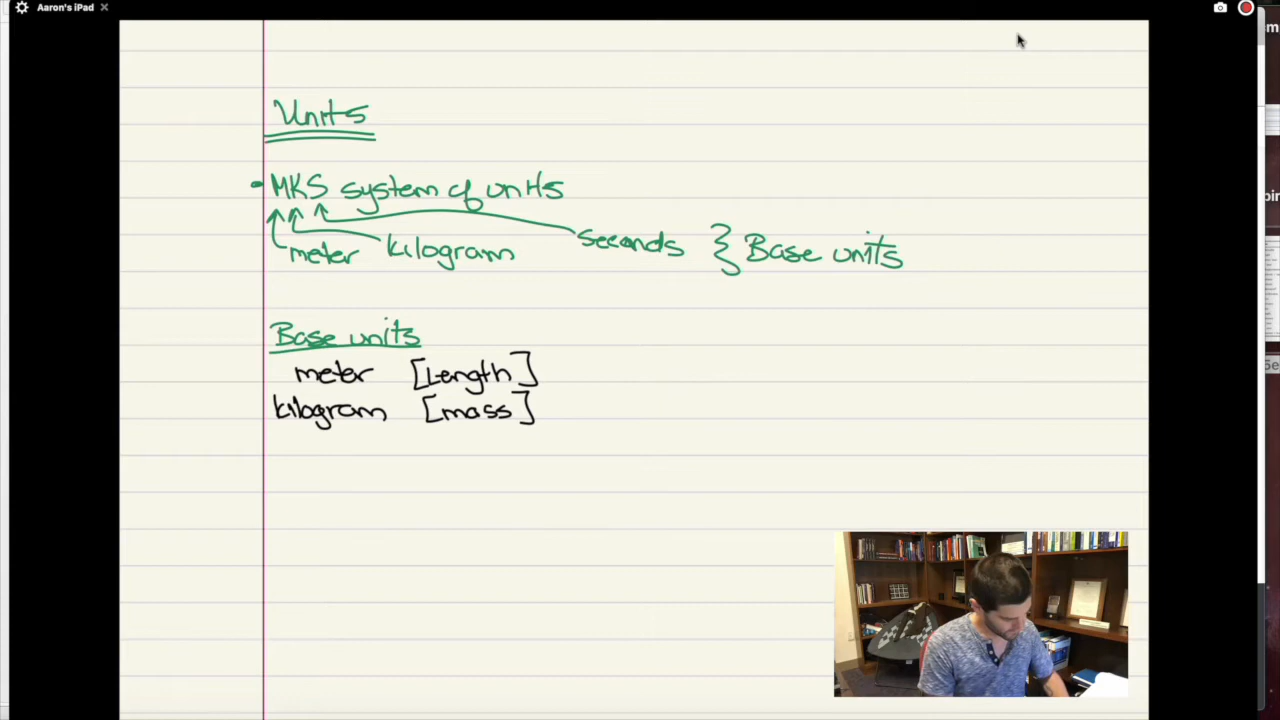 Aaron's iPad
Units
MKS system of units
meter kilogram seconds } Base units
Base units
meter [Length]
kilogram [mass]